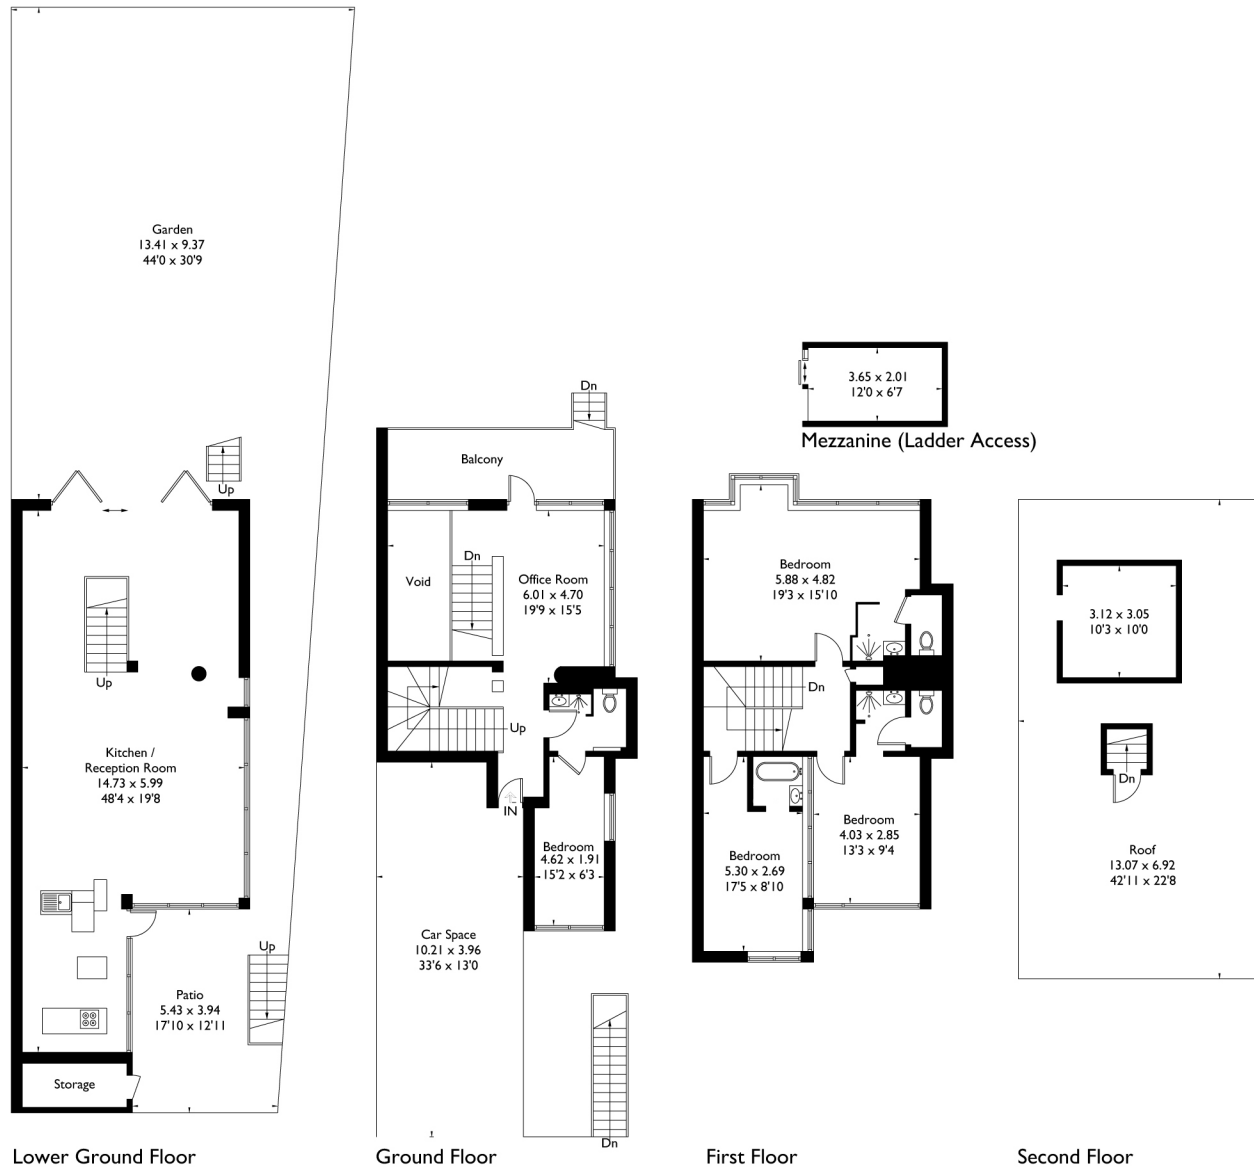 Garden
13.41 x 9.37
44'0 x 30'9
Up
Up
Kitchen /
Reception Room
14.73 x 5.99
48'4 x 19'8
Up
Patio
5.43 x 3.94
17'10 x 12'11
Storage
Lower Ground Floor
Dn
Balcony
Dn
Void
Office Room
6.01 x 4.70
19'9 x 15'5
Up
IN
Bedroom
4.62 x 1.91
15'2 x 6'3
Car Space
10.21 x 3.96
33'6 x 13'0
Dn
Ground Floor
3.65 x 2.01
12'0 x 6'7
Mezzanine (Ladder Access)
Bedroom
5.88 x 4.82
19'3 x 15'10
Dn
Bedroom
4.03 x 2.85
13'3 x 9'4
Bedroom
5.30 x 2.69
17'5 x 8'10
First Floor
3.12 x 3.05
10'3 x 10'0
Dn
Roof
13.07 x 6.92
42'11 x 22'8
Second Floor